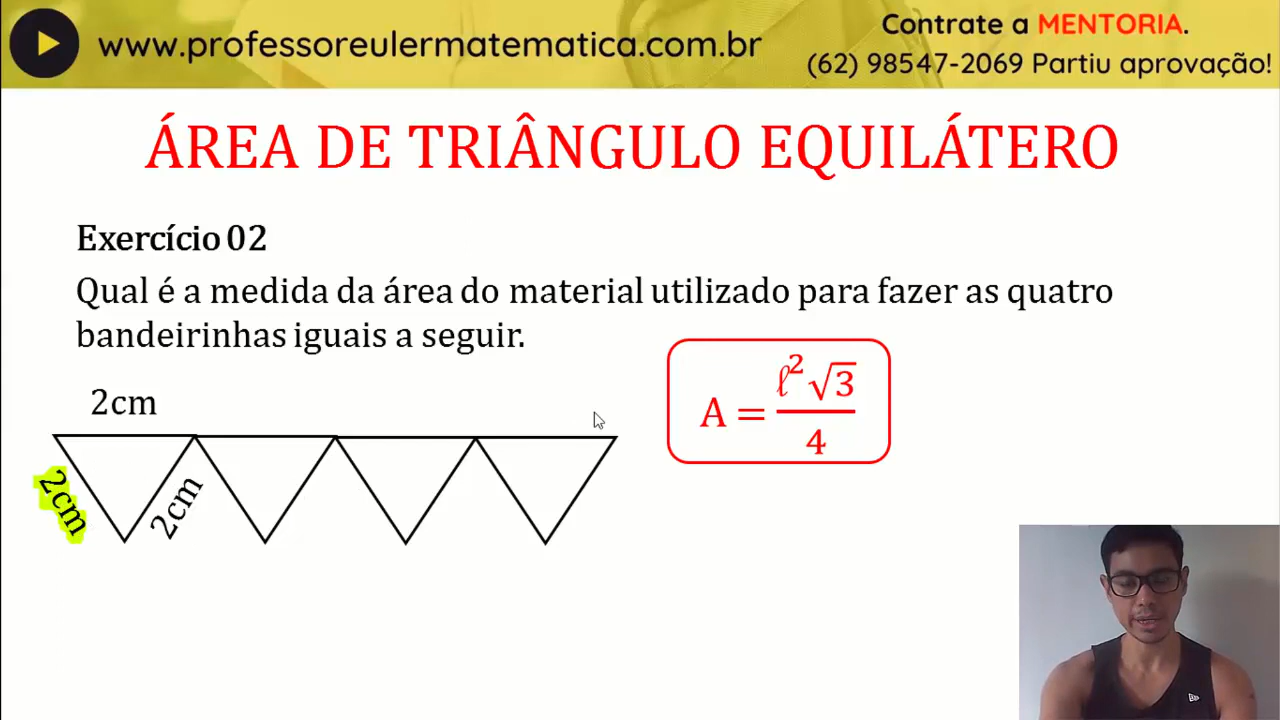 www.professoreulermatematica.com.br
Contrate a MENTORIA.
(62) 98547-2069 Partiu aprovação!
ÁREA DE TRIÂNGULO EQUILÁTERO
Exercício 02
Qual é a medida da área do material utilizado para fazer as quatro
bandeirinhas iguais a seguir.
A = ℓ²√3 / 4
2cm
2cm
2cm